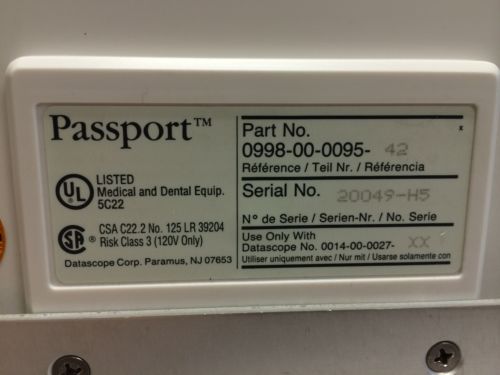 Passport™
UL®
LISTED
Medical and Dental Equip.
5C22
SA®
CSA C22.2 No. 125 LR 39204
Risk Class 3 (120V Only)
Datascope Corp. Paramus, NJ 07653
x
Part No.
0998-00-0095- 42
Référence / Teil Nr. / Référencia
Serial No. 20049-H5
N° de Serie / Serien-Nr. / No. Serie
Use Only With
Datascope No. 0014-00-0027- XX
Utiliser uniquement avec / Nur mit / Usarse solamente con